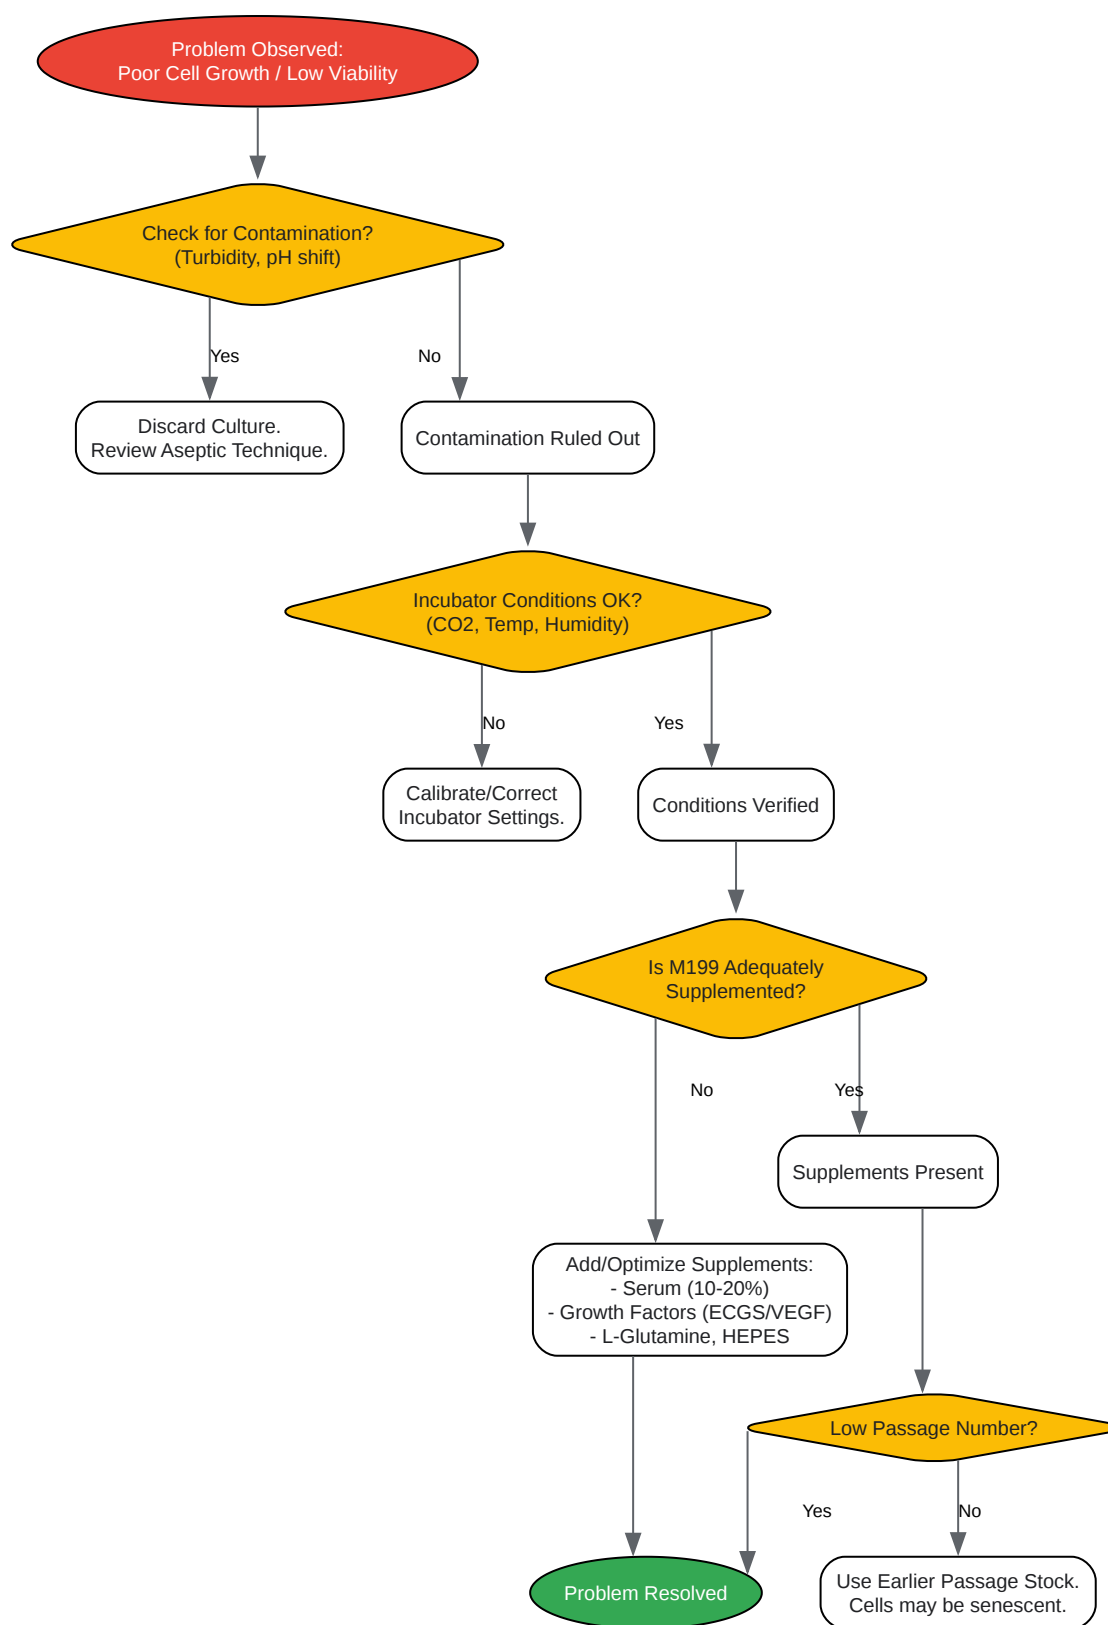 Problem Observed:
Poor Cell Growth / Low Viability
Check for Contamination?
(Turbidity, pH shift)
Yes
No
Discard Culture.
Review Aseptic Technique.
Contamination Ruled Out
Incubator Conditions OK?
(CO2, Temp, Humidity)
No
Yes
Calibrate/Correct
Incubator Settings.
Conditions Verified
Is M199 Adequately
Supplemented?
No
Yes
Supplements Present
Add/Optimize Supplements:
- Serum (10-20%)
- Growth Factors (ECGS/VEGF)
- L-Glutamine, HEPES
Low Passage Number?
Yes
No
Problem Resolved
Use Earlier Passage Stock.
Cells may be senescent.